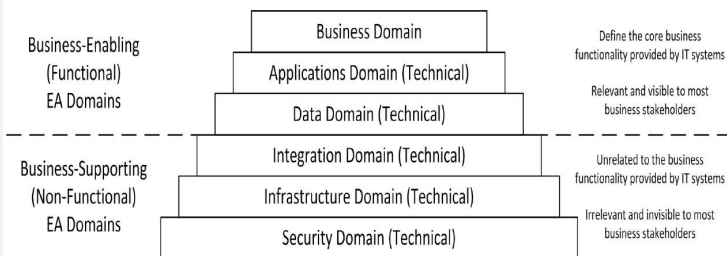 Business-Enabling
(Functional)
EA Domains
Business Domain
Applications Domain (Technical)
Data Domain (Technical)
Define the core business
functionality provided by IT systems
Relevant and visible to most
business stakeholders
Business-Supporting
(Non-Functional)
EA Domains
Integration Domain (Technical)
Infrastructure Domain (Technical)
Security Domain (Technical)
Unrelated to the business
functionality provided by IT systems
Irrelevant and invisible to most
business stakeholders